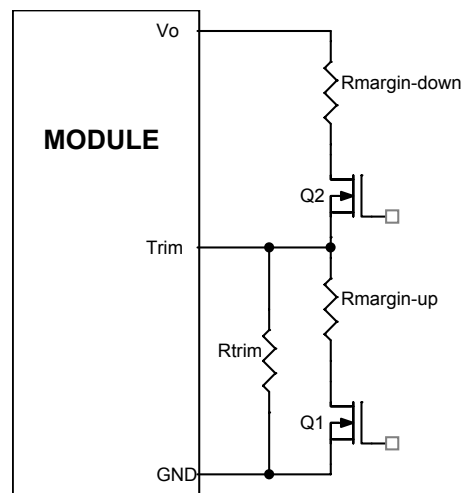 Vo
Rmargin-down
MODULE
Q2
Trim
Rmargin-up
Rtrim
Q1
GND